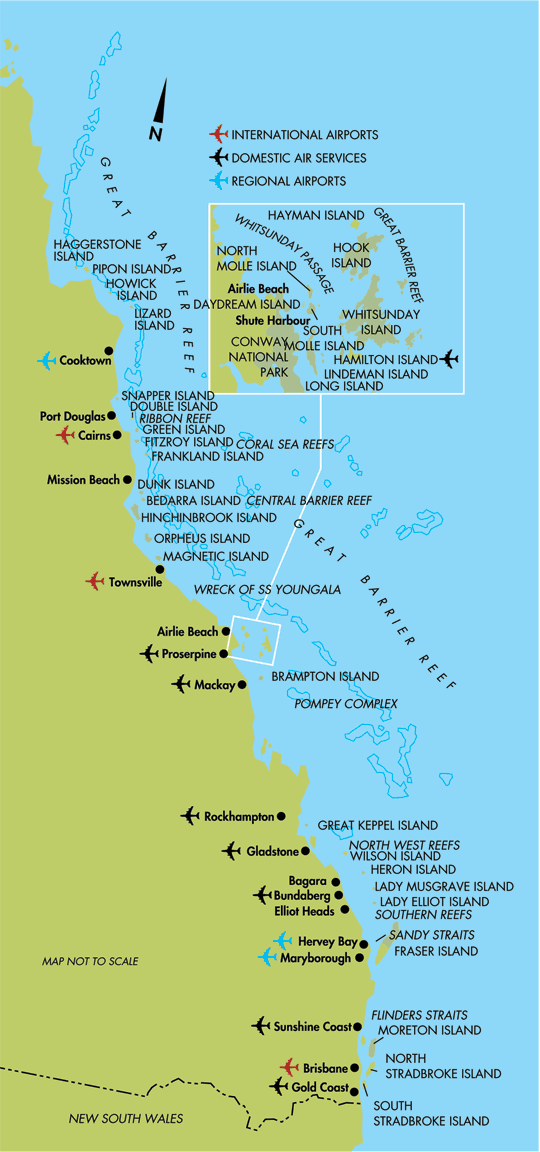 N
INTERNATIONAL AIRPORTS
DOMESTIC AIR SERVICES
REGIONAL AIRPORTS
GREAT BARRIER REEF
HAYMAN ISLAND
WHITSUNDAY PASSAGE
GREAT BARRIER REEF
HOOK
ISLAND
NORTH
MOLLE ISLAND
Airlie Beach
DAYDREAM ISLAND
Shute Harbour
WHITSUNDAY
ISLAND
SOUTH
MOLLE ISLAND
CONWAY
NATIONAL
PARK
HAMILTON ISLAND
LINDEMAN ISLAND
LONG ISLAND
HAGGERSTONE
ISLAND
PIPON ISLAND
HOWICK
ISLAND
LIZARD
ISLAND
Cooktown
SNAPPER ISLAND
DOUBLE ISLAND
Port Douglas
RIBBON REEF
GREEN ISLAND
Cairns
FITZROY ISLAND
CORAL SEA REEFS
FRANKLAND ISLAND
Mission Beach
DUNK ISLAND
BEDARRA ISLAND
CENTRAL BARRIER REEF
HINCHINBROOK ISLAND
GREAT BARRIER REEF
ORPHEUS ISLAND
MAGNETIC ISLAND
Townsville
WRECK OF SS YOUNGALA
Airlie Beach
Proserpine
BRAMPTON ISLAND
Mackay
POMPEY COMPLEX
Rockhampton
GREAT KEPPEL ISLAND
NORTH WEST REEFS
Gladstone
WILSON ISLAND
HERON ISLAND
Bagara
LADY MUSGRAVE ISLAND
Bundaberg
LADY ELLIOT ISLAND
Elliot Heads
SOUTHERN REEFS
SANDY STRAITS
Hervey Bay
FRASER ISLAND
Maryborough
MAP NOT TO SCALE
FLINDERS STRAITS
Sunshine Coast
MORETON ISLAND
NORTH
STRADBROKE ISLAND
Brisbane
Gold Coast
SOUTH
STRADBROKE ISLAND
NEW SOUTH WALES